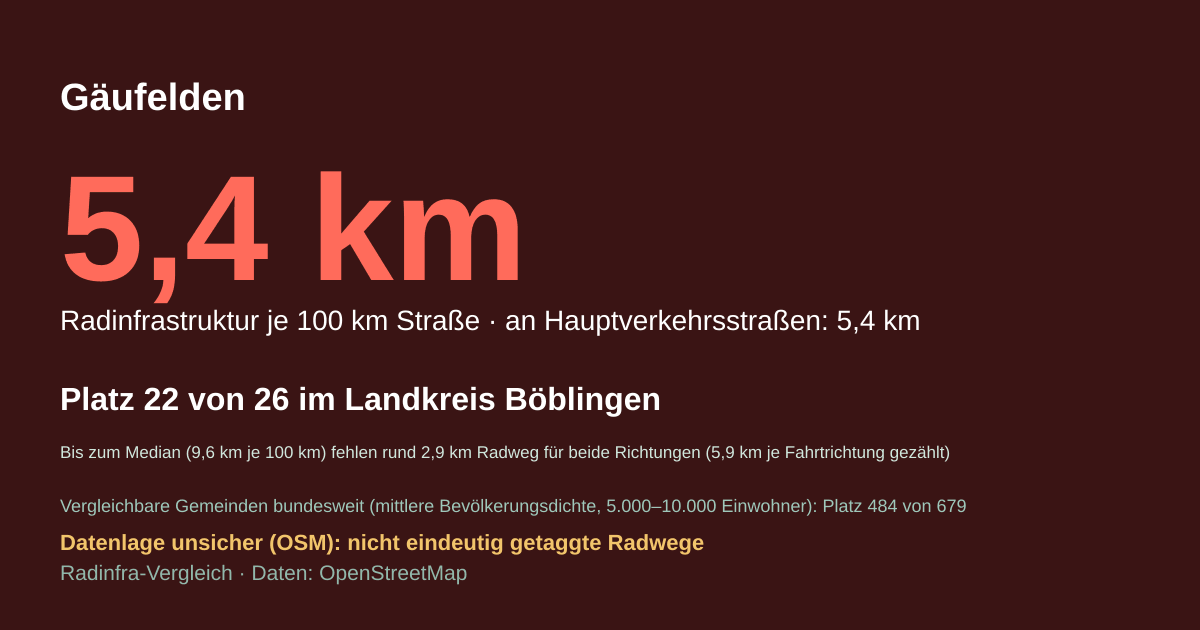 Gäufelden
5,4 km
Radinfrastruktur je 100 km Straße · an Hauptverkehrsstraßen: 5,4 km
Platz 22 von 26 im Landkreis Böblingen
Bis zum Median (9,6 km je 100 km) fehlen rund 2,9 km Radweg für beide Richtungen (5,9 km je Fahrtrichtung gezählt)
Vergleichbare Gemeinden bundesweit (mittlere Bevölkerungsdichte, 5.000–10.000 Einwohner): Platz 484 von 679
Datenlage unsicher (OSM): nicht eindeutig getaggte Radwege
Radinfra-Vergleich · Daten: OpenStreetMap